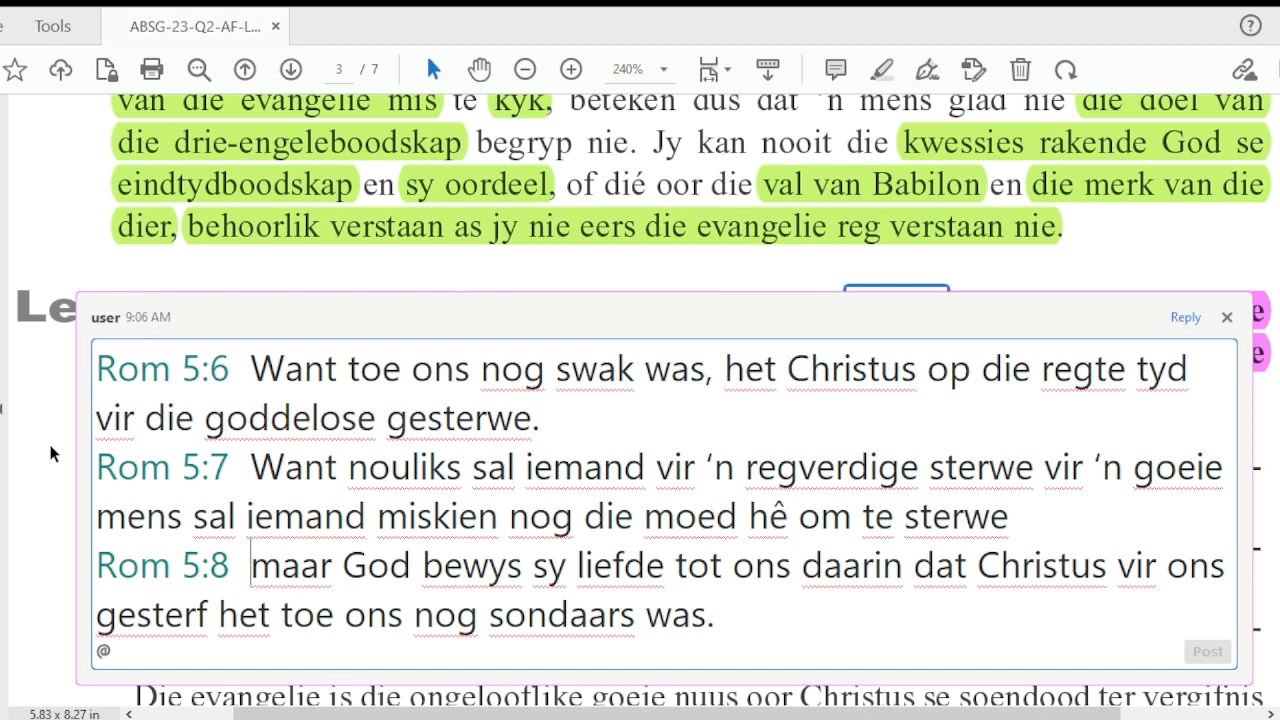 Tools
ABSG-23-Q2-AF-L... ×
3 / 7
240%
van die evangelie mis te kyk, beteken dus dat 'n mens glad nie die doel van
die drie-engeleboodskap begryp nie. Jy kan nooit die kwessies rakende God se
eindtydboodskap en sy oordeel, of dié oor die val van Babilon en die merk van die
dier, behoorlik verstaan as jy nie eers die evangelie reg verstaan nie.
Le
user 9:06 AM
Reply
Rom 5:6 Want toe ons nog swak was, het Christus op die regte tyd
vir die goddelose gesterwe.
Rom 5:7 Want nouliks sal iemand vir ‘n regverdige sterwe vir ‘n goeie
mens sal iemand miskien nog die moed hê om te sterwe
Rom 5:8 maar God bewys sy liefde tot ons daarin dat Christus vir ons
gesterf het toe ons nog sondaars was.
@
Post
Die evangelie is die ongelooflike goeie nuus oor Christus se soendood ter vergifnis
5.83 x 8.27 in